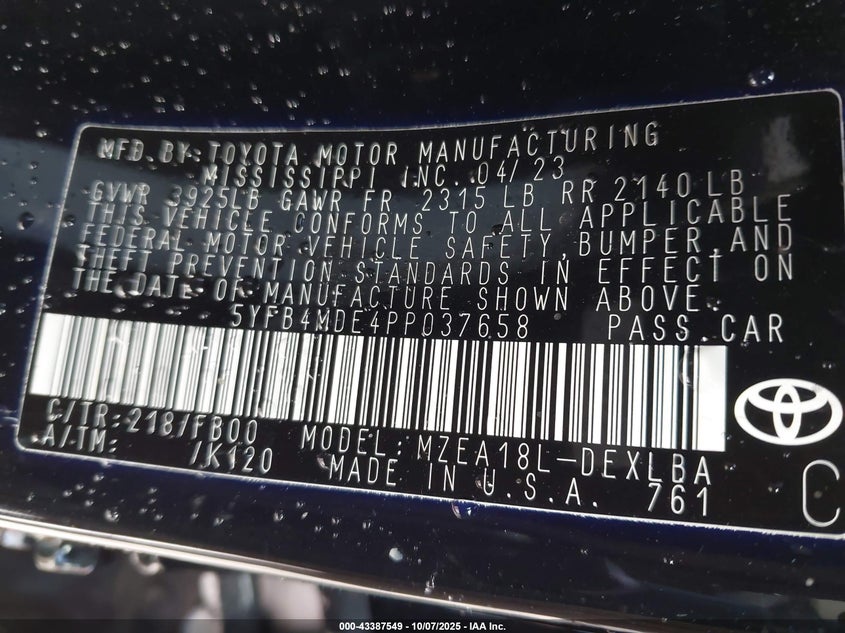 MFD. BY: TOYOTA MOTOR MANUFACTURING
MISSISSIPPI INC. 04/23
GVWR 3925LB GAWR FR 2315 LB RR 2140 LB
THIS VEHICLE CONFORMS TO ALL APPLICABLE
FEDERAL MOTOR VEHICLE SAFETY, BUMPER, AND
THEFT PREVENTION STANDARDS IN EFFECT ON
THE DATE OF MANUFACTURE SHOWN ABOVE.
5YFB4MDE4PP037658 PASS. CAR
C/TR: 218/FB00 MODEL: MZEA18L-DEXLBA
A/TM: /K120 MADE IN U.S.A. 761
C
000-43387549 - 10/07/2025 - IAA Inc.